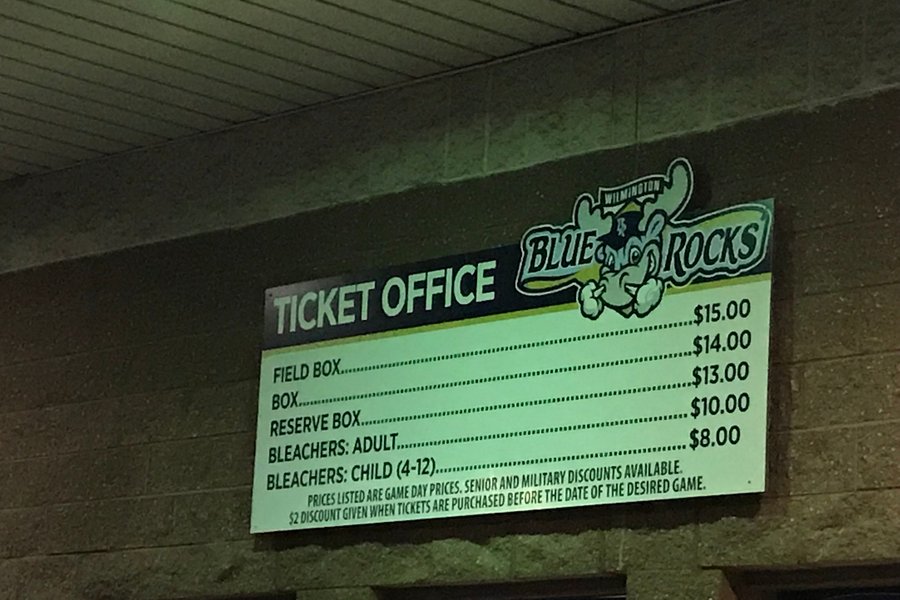 WILMINGTON
BLUE ROCKS
TICKET OFFICE
FIELD BOX........................$15.00
BOX........................$14.00
RESERVE BOX........................$13.00
BLEACHERS: ADULT........................$10.00
BLEACHERS: CHILD (4-12)........................$8.00
PRICES LISTED ARE GAME DAY PRICES. SENIOR AND MILITARY DISCOUNTS AVAILABLE.
$2 DISCOUNT GIVEN WHEN TICKETS ARE PURCHASED BEFORE THE DATE OF THE DESIRED GAME.